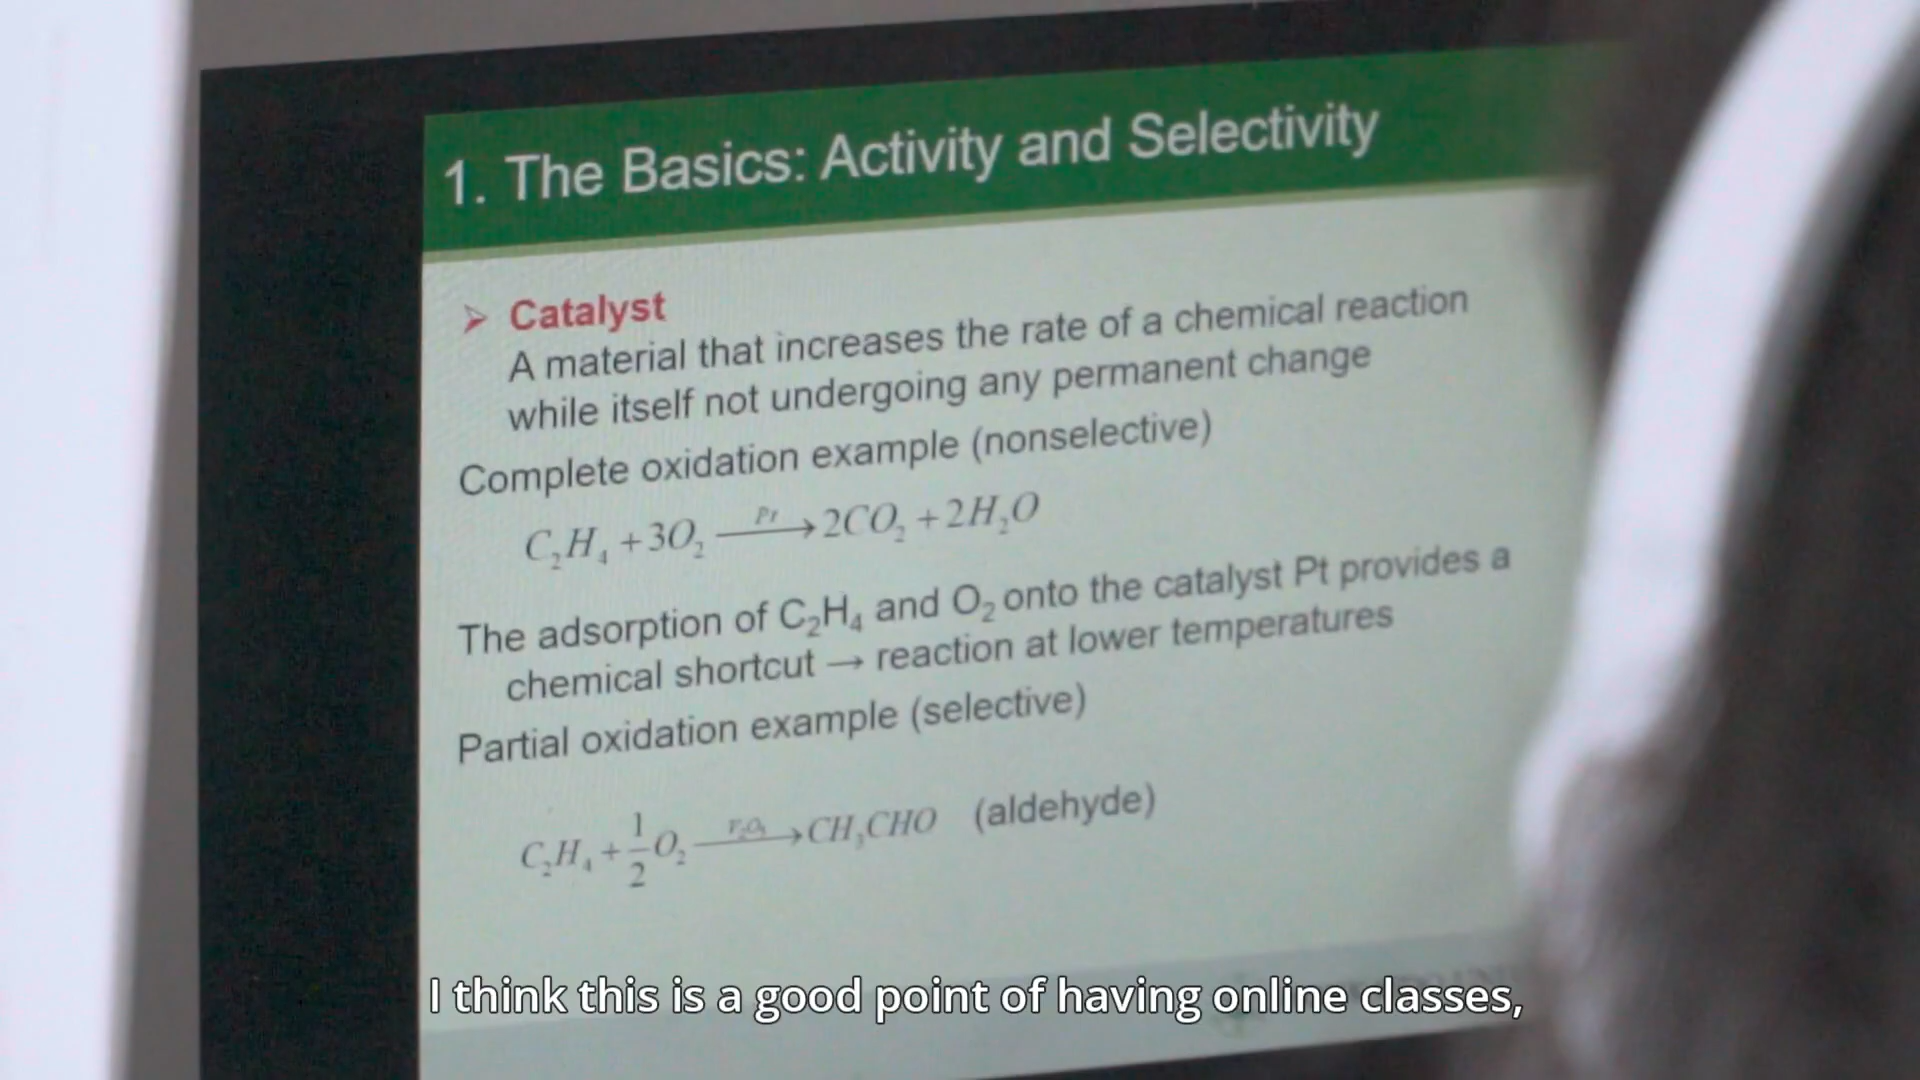 1. The Basics: Activity and Selectivity
➢ Catalyst
A material that increases the rate of a chemical reaction
while itself not undergoing any permanent change
Complete oxidation example (nonselective)
C₂H₄ + 3O₂ —Pt→ 2CO₂ + 2H₂O
The adsorption of C₂H₄ and O₂ onto the catalyst Pt provides a
chemical shortcut → reaction at lower temperatures
Partial oxidation example (selective)
C₂H₄ + 1/2 O₂ —V₂O₅→ CH₃CHO (aldehyde)
I think this is a good point of having online classes,